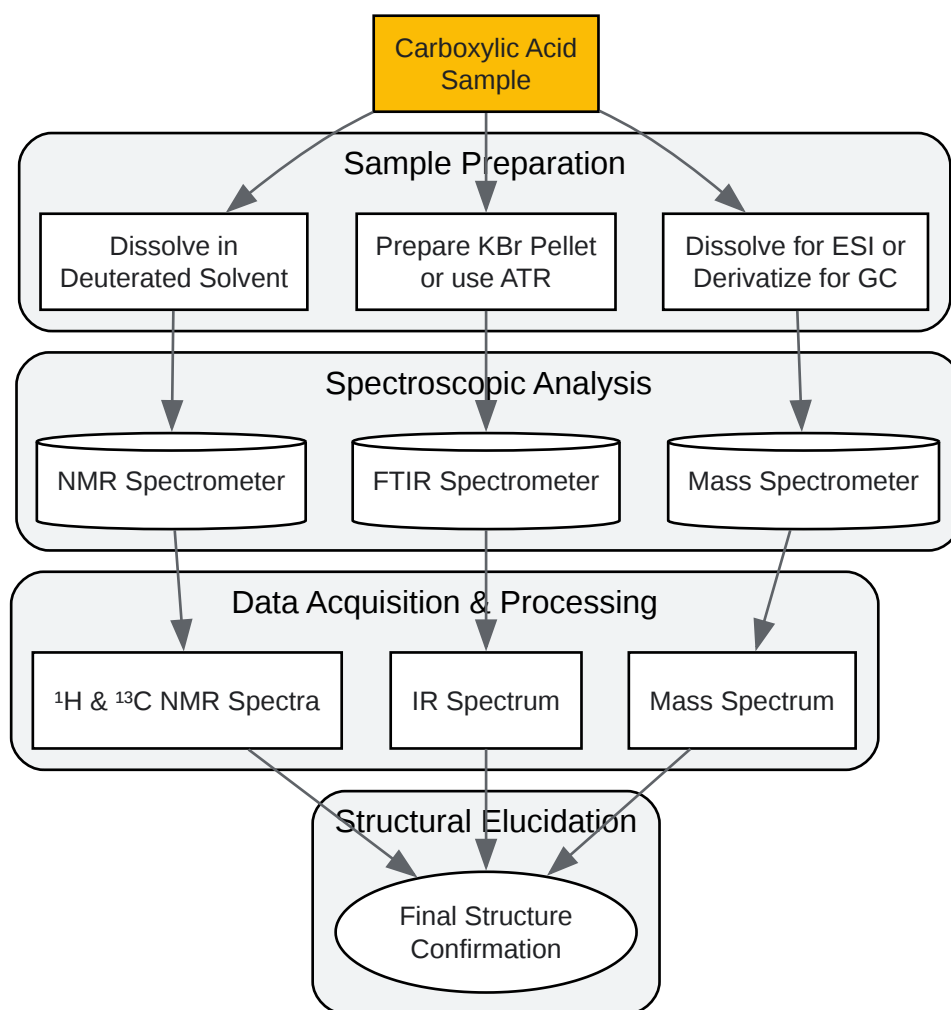 Carboxylic Acid
Sample
Sample Preparation
Dissolve in
Deuterated Solvent
Prepare KBr Pellet
or use ATR
Dissolve for ESI or
Derivatize for GC
Spectroscopic Analysis
NMR Spectrometer
FTIR Spectrometer
Mass Spectrometer
Data Acquisition & Processing
¹H & ¹³C NMR Spectra
IR Spectrum
Mass Spectrum
Structural Elucidation
Final Structure
Confirmation